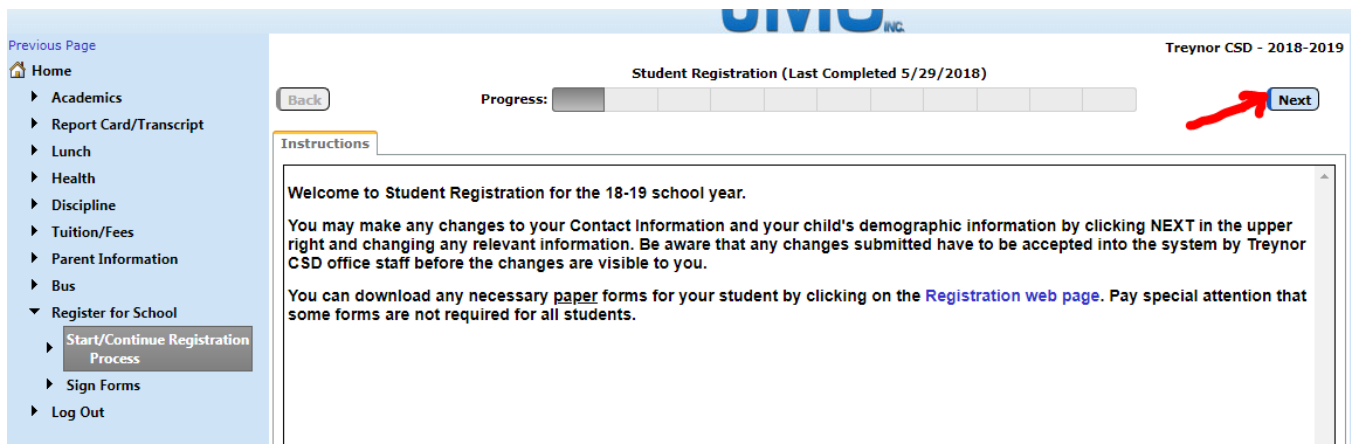 JMC INC.
Previous Page
Treynor CSD - 2018-2019
Home
Student Registration (Last Completed 5/29/2018)
Academics
Back
Progress:
Next
Report Card/Transcript
Lunch
Instructions
Health
Discipline
Tuition/Fees
Parent Information
Bus
Register for School
Start/Continue Registration
Process
Sign Forms
Log Out
Welcome to Student Registration for the 18-19 school year.
You may make any changes to your Contact Information and your child's demographic information by clicking NEXT in the upper
right and changing any relevant information. Be aware that any changes submitted have to be accepted into the system by Treynor
CSD office staff before the changes are visible to you.
You can download any necessary paper forms for your student by clicking on the Registration web page. Pay special attention that
some forms are not required for all students.